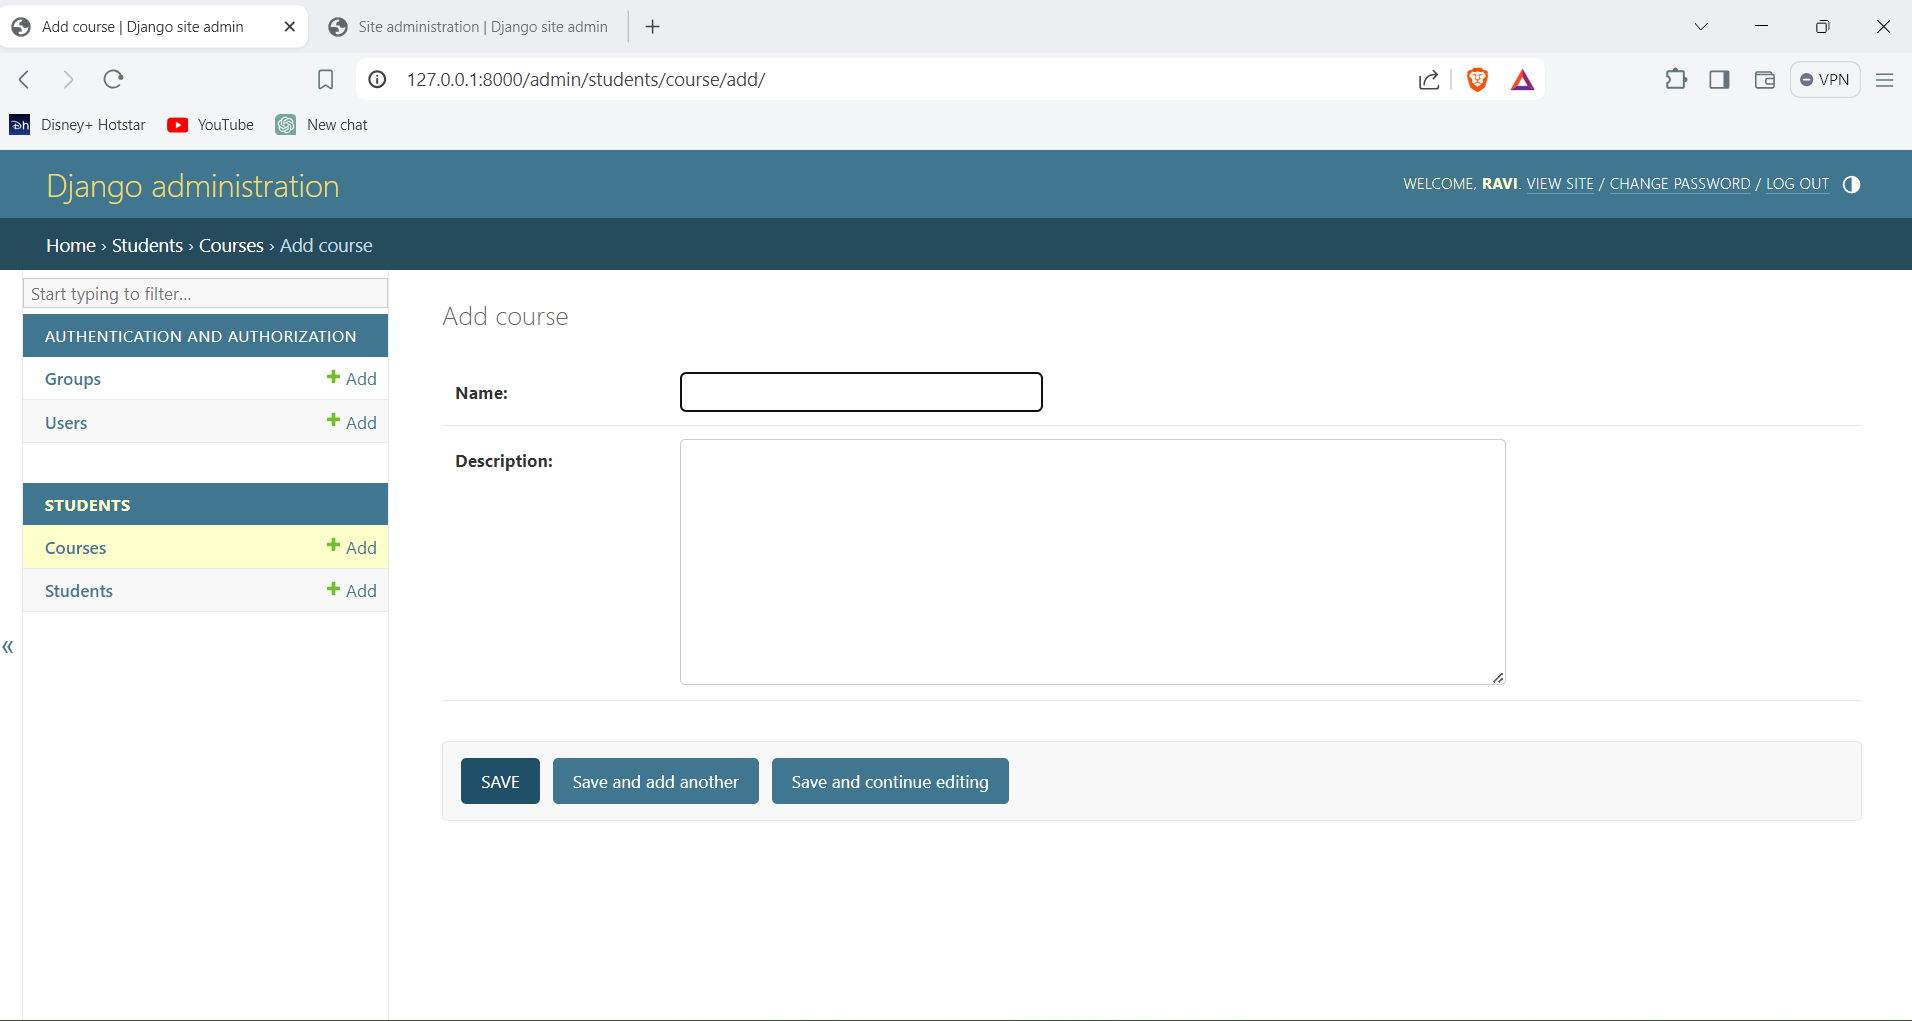 Add course | Django site admin
Site administration | Django site admin
127.0.0.1:8000/admin/students/course/add/
VPN
Disney+ Hotstar
YouTube
New chat
Django administration
WELCOME, RAVI. VIEW SITE / CHANGE PASSWORD / LOG OUT
Home › Students › Courses › Add course
Start typing to filter...
AUTHENTICATION AND AUTHORIZATION
Groups
Add
Users
Add
STUDENTS
Courses
Add
Students
Add
«
Add course
Name:
Description:
SAVE
Save and add another
Save and continue editing